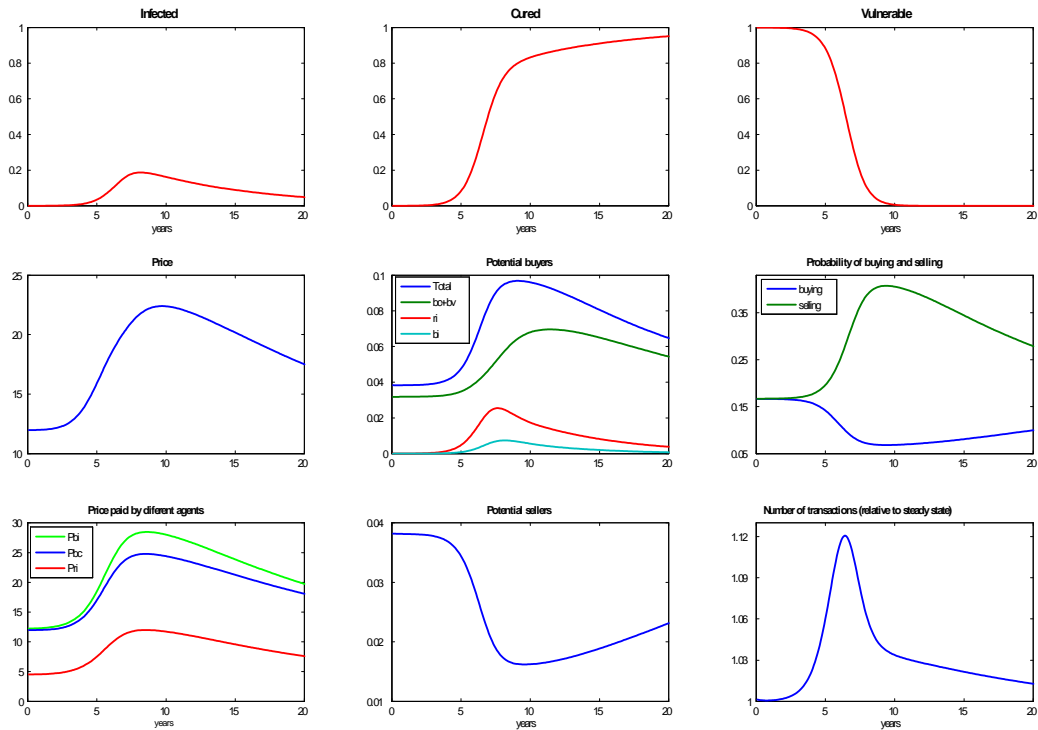 Infected
1
0.8
0.6
0.4
0.2
0
0 5 10 15 20
years
Cured
1
0.8
0.6
0.4
0.2
0
0 5 10 15 20
Vulnerable
1
0.8
0.6
0.4
0.2
0
0 5 10 15 20
years
Price
25
20
15
10
0 5 10 15 20
Potential buyers
0.1
0.08
0.06
0.04
0.02
0
0 5 10 15 20
Total
bo+bv
ri
bi
Probability of buying and selling
0.35
0.25
0.15
0.05
0 5 10 15 20
buying
selling
Price paid by diferent agents
30
25
20
15
10
5
0
0 5 10 15 20
years
Pbi
Pbc
Pri
Potential sellers
0.04
0.03
0.02
0.01
0 5 10 15 20
years
Number of transactions (relative to steady state)
1.12
1.09
1.06
1.03
1
0 5 10 15 20
years